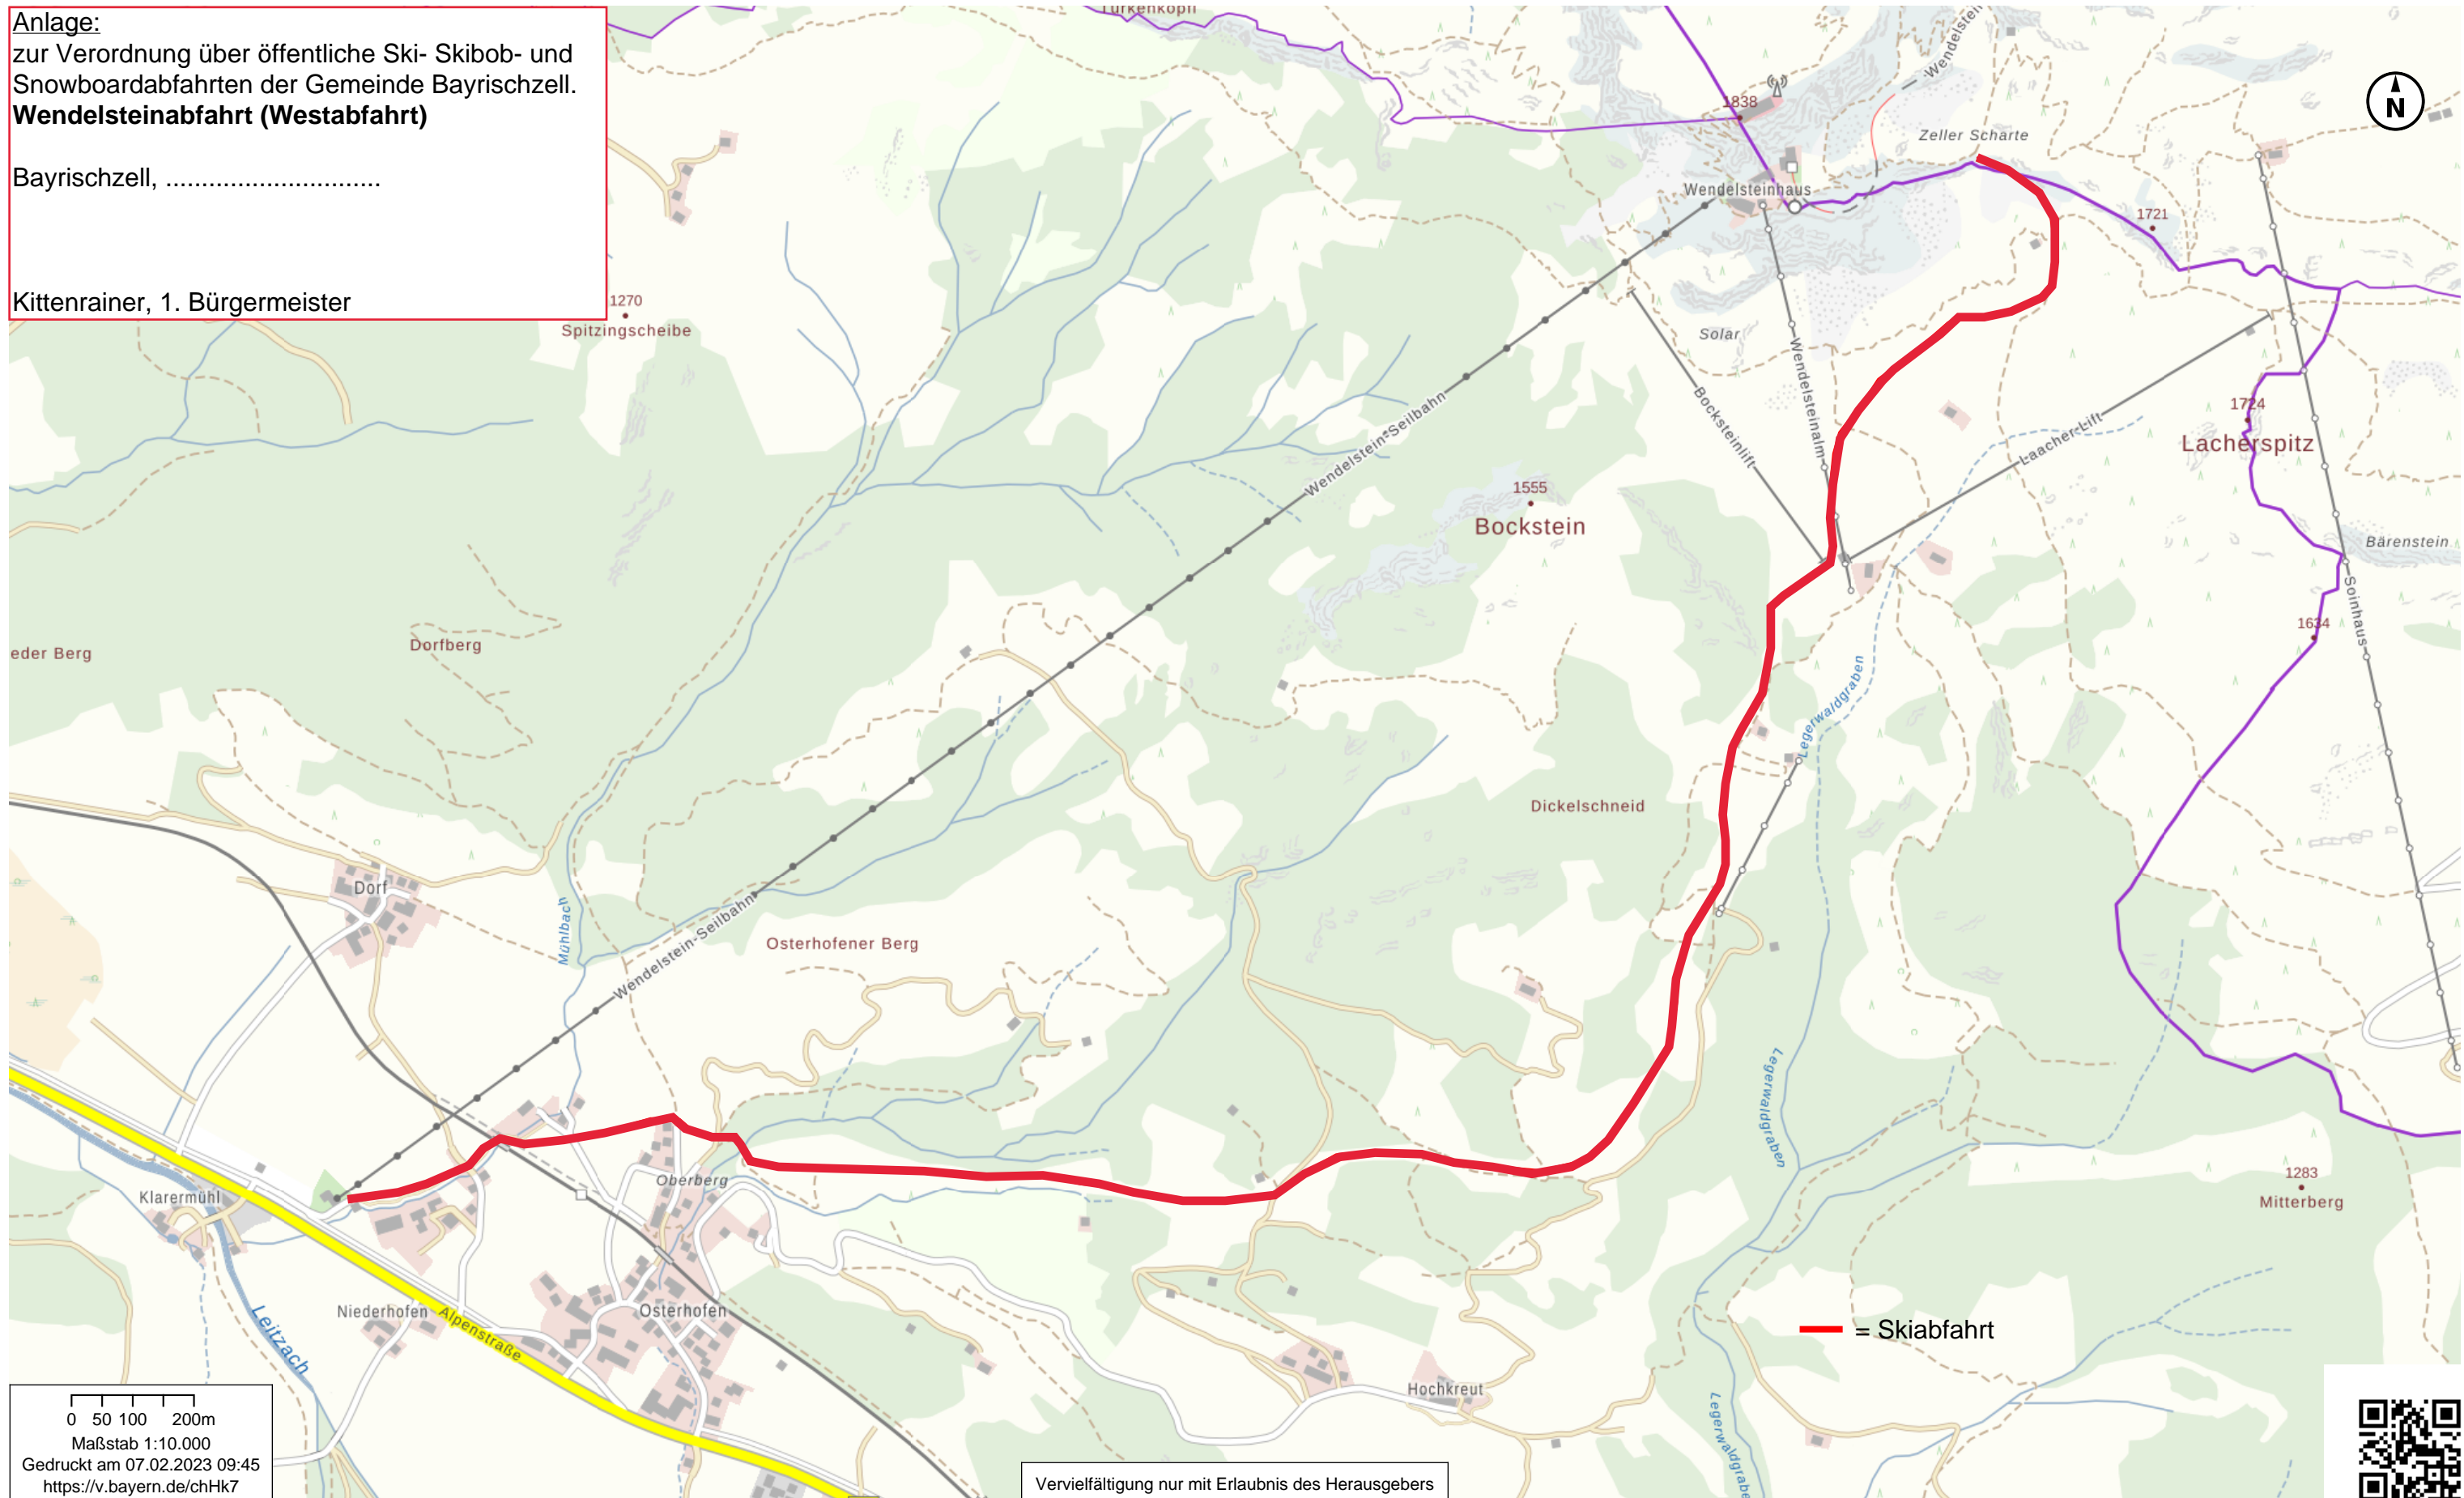 Anlage:
zur Verordnung über öffentliche Ski- Skibob- und
Snowboardabfahrten der Gemeinde Bayrischzell.
Wendelsteinabfahrt (Westabfahrt)
Bayrischzell, ..............................
Kittenrainer, 1. Bürgermeister
Türkenköpfl
Wendelstein
N
1838
Zeller Scharte
Wendelsteinhaus
1721
1270
Spitzingscheibe
Solar
Wendelsteinalm
Bocksteinlift
Wendelstein-Seilbahn
Laacher-Lift
1724
Lacherspitz
1555
Bockstein
Bärenstein
Soinhaus
1634
eder Berg
Dorfberg
Legerwaldgraben
Dickelschneid
Dorf
Mühlbach
Wendelstein-Seilbahn
Osterhofener Berg
Legerwaldgraben
Klarermühl
Oberberg
1283
Mitterberg
Leitzach
Niederhofen
Alpenstraße
Osterhofen
= Skiabfahrt
Hochkreut
Legerwaldgrabe
0 50 100 200m
Maßstab 1:10.000
Gedruckt am 07.02.2023 09:45
https://v.bayern.de/chHk7
Vervielfältigung nur mit Erlaubnis des Herausgebers